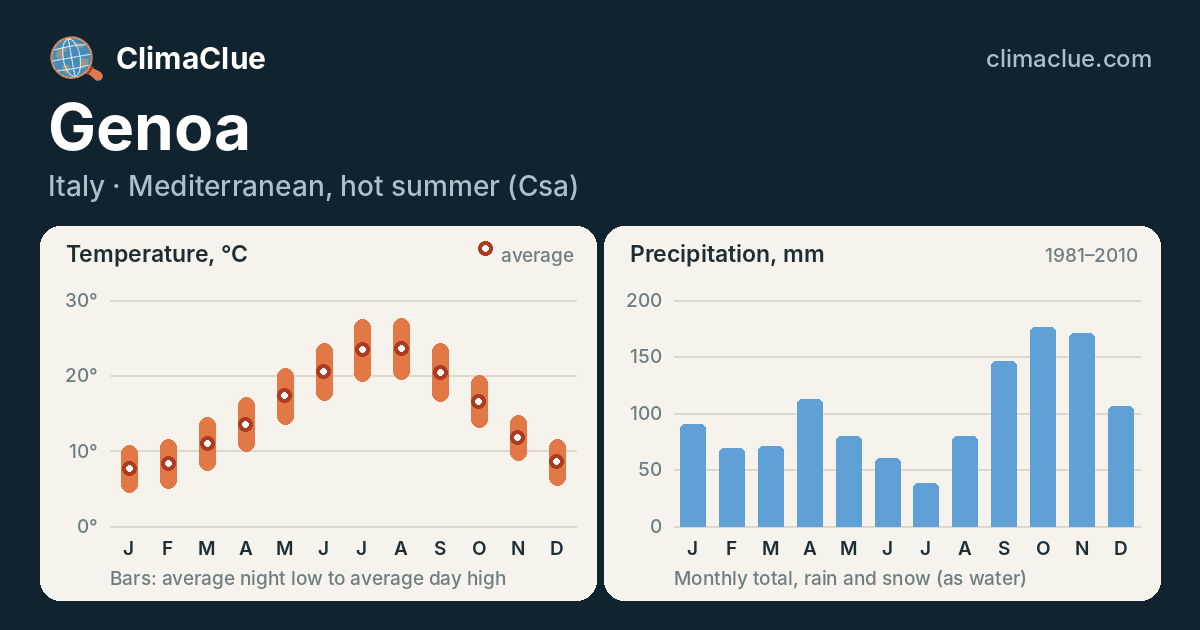 ClimaClue
climaclue.com
Genoa
Italy · Mediterranean, hot summer (Csa)
Temperature, °C
average
30°
20°
10°
0°
J F M A M J J A S O N D
Bars: average night low to average day high
Precipitation, mm
1981–2010
200
150
100
50
0
J F M A M J J A S O N D
Monthly total, rain and snow (as water)